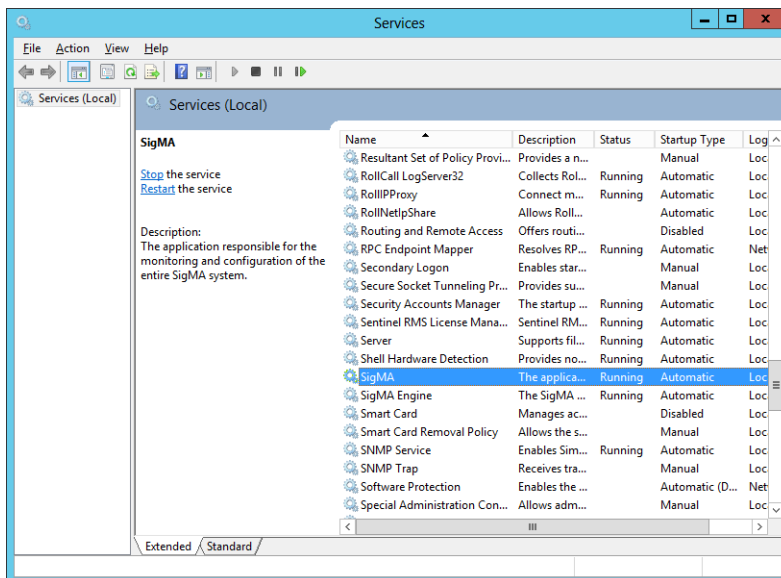 Services
File Action View Help
Services (Local)
Services (Local)
SigMA
Stop the service
Restart the service
Description:
The application responsible for the
monitoring and configuration of the
entire SigMA system.
Name Description Status Startup Type Log
Resultant Set of Policy Provi... Provides a n... Manual Loc
RollCall LogServer32 Collects Rol... Running Automatic Loc
RollIPProxy Connect m... Running Automatic Loc
RollNetIpShare Allows Roll... Automatic Loc
Routing and Remote Access Offers routi... Disabled Loc
RPC Endpoint Mapper Resolves RP... Running Automatic Net
Secondary Logon Enables star... Manual Loc
Secure Socket Tunneling Pr... Provides su... Manual Loc
Security Accounts Manager The startup ... Running Automatic Loc
Sentinel RMS License Mana... Sentinel RM... Running Automatic Loc
Server Supports fil... Running Automatic Loc
Shell Hardware Detection Provides no... Running Automatic Loc
SigMA The applica... Running Automatic Loc
SigMA Engine The SigMA ... Running Automatic Loc
Smart Card Manages ac... Disabled Loc
Smart Card Removal Policy Allows the s... Manual Loc
SNMP Service Enables Sim... Running Automatic Loc
SNMP Trap Receives tra... Manual Loc
Software Protection Enables the ... Automatic (D... Net
Special Administration Con... Allows adm... Manual Loc
Extended Standard